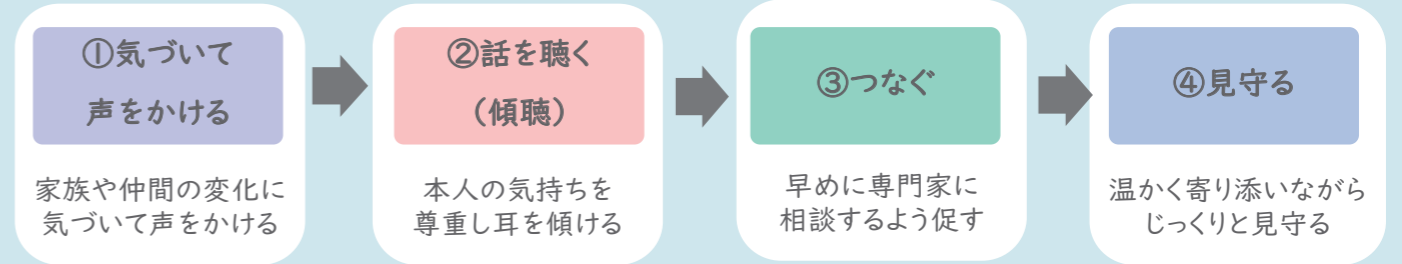 ①気づいて
声をかける
家族や仲間の変化に
気づいて声をかける
②話を聴く
（傾聴）
本人の気持ちを
尊重し耳を傾ける
③つなぐ
早めに専門家に
相談するよう促す
④見守る
温かく寄り添いながら
じっくりと見守る